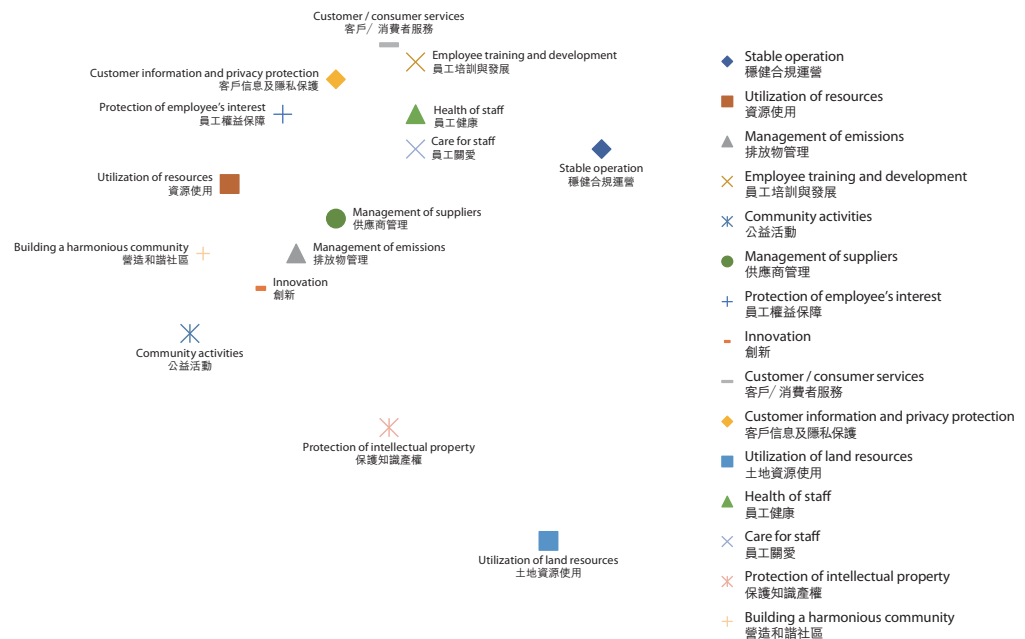 Customer / consumer services
客戶/ 消費者服務
Employee training and development
員工培訓與發展
Customer information and privacy protection
客戶信息及隱私保護
Protection of employee's interest
員工權益保障
Health of staff
員工健康
Care for staff
員工關愛
Stable operation
穩健合規運營
Utilization of resources
資源使用
Management of suppliers
供應商管理
Building a harmonious community
營造和諧社區
Management of emissions
排放物管理
Innovation
創新
Community activities
公益活動
Protection of intellectual property
保護知識產權
Utilization of land resources
土地資源使用
Stable operation
穩健合規運營
Utilization of resources
資源使用
Management of emissions
排放物管理
Employee training and development
員工培訓與發展
Community activities
公益活動
Management of suppliers
供應商管理
Protection of employee's interest
員工權益保障
Innovation
創新
Customer / consumer services
客戶/ 消費者服務
Customer information and privacy protection
客戶信息及隱私保護
Utilization of land resources
土地資源使用
Health of staff
員工健康
Care for staff
員工關愛
Protection of intellectual property
保護知識產權
Building a harmonious community
營造和諧社區